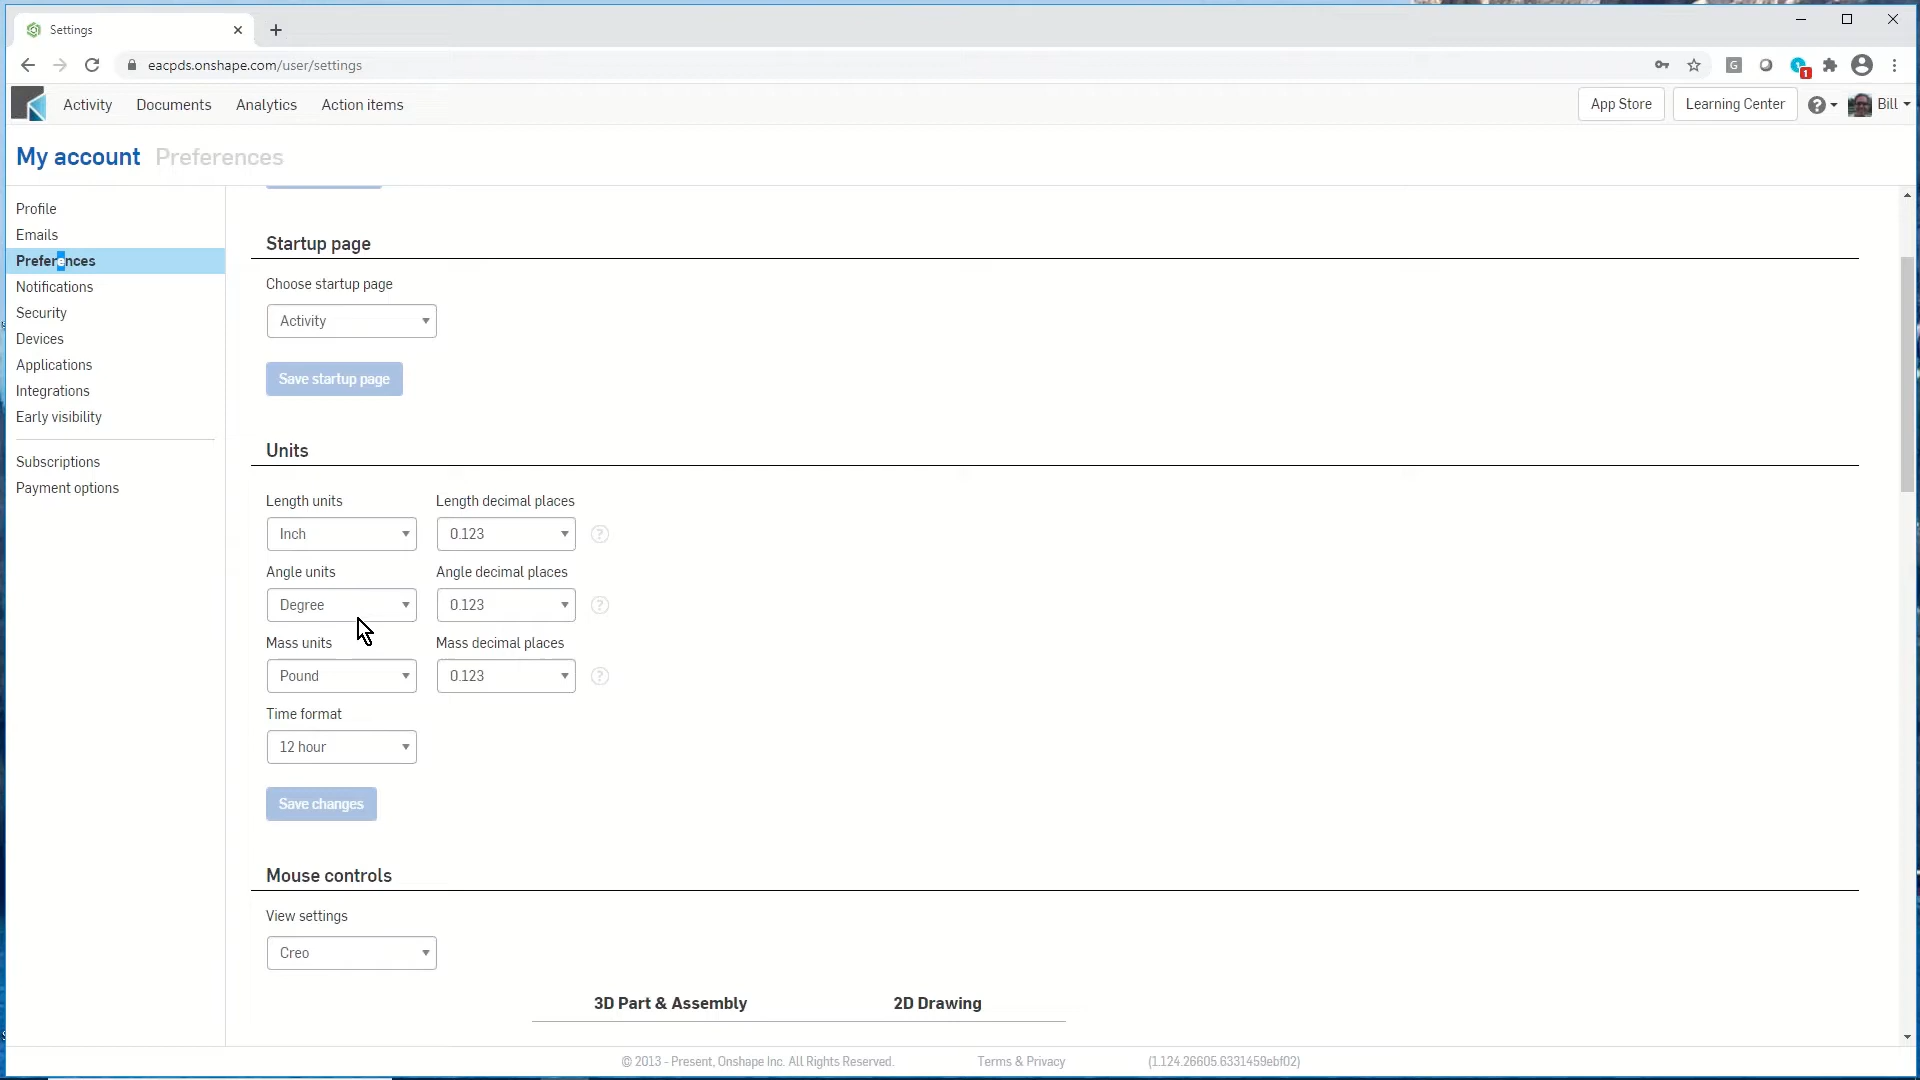 Settings
eacpds.onshape.com/user/settings
G
1
Activity
Documents
Analytics
Action items
App Store
Learning Center
?
Bill
My account
Preferences
Profile
Emails
Preferences
Notifications
Security
Devices
Applications
Integrations
Early visibility
Subscriptions
Payment options
Startup page
Choose startup page
Activity
Save startup page
Units
Length units
Length decimal places
Inch
0.123
?
Angle units
Angle decimal places
Degree
0.123
?
Mass units
Mass decimal places
Pound
0.123
?
Time format
12 hour
Save changes
Mouse controls
View settings
Creo
3D Part & Assembly
2D Drawing
© 2013 - Present, Onshape Inc. All Rights Reserved.
Terms & Privacy
(1.124.26605.6331459ebf02)